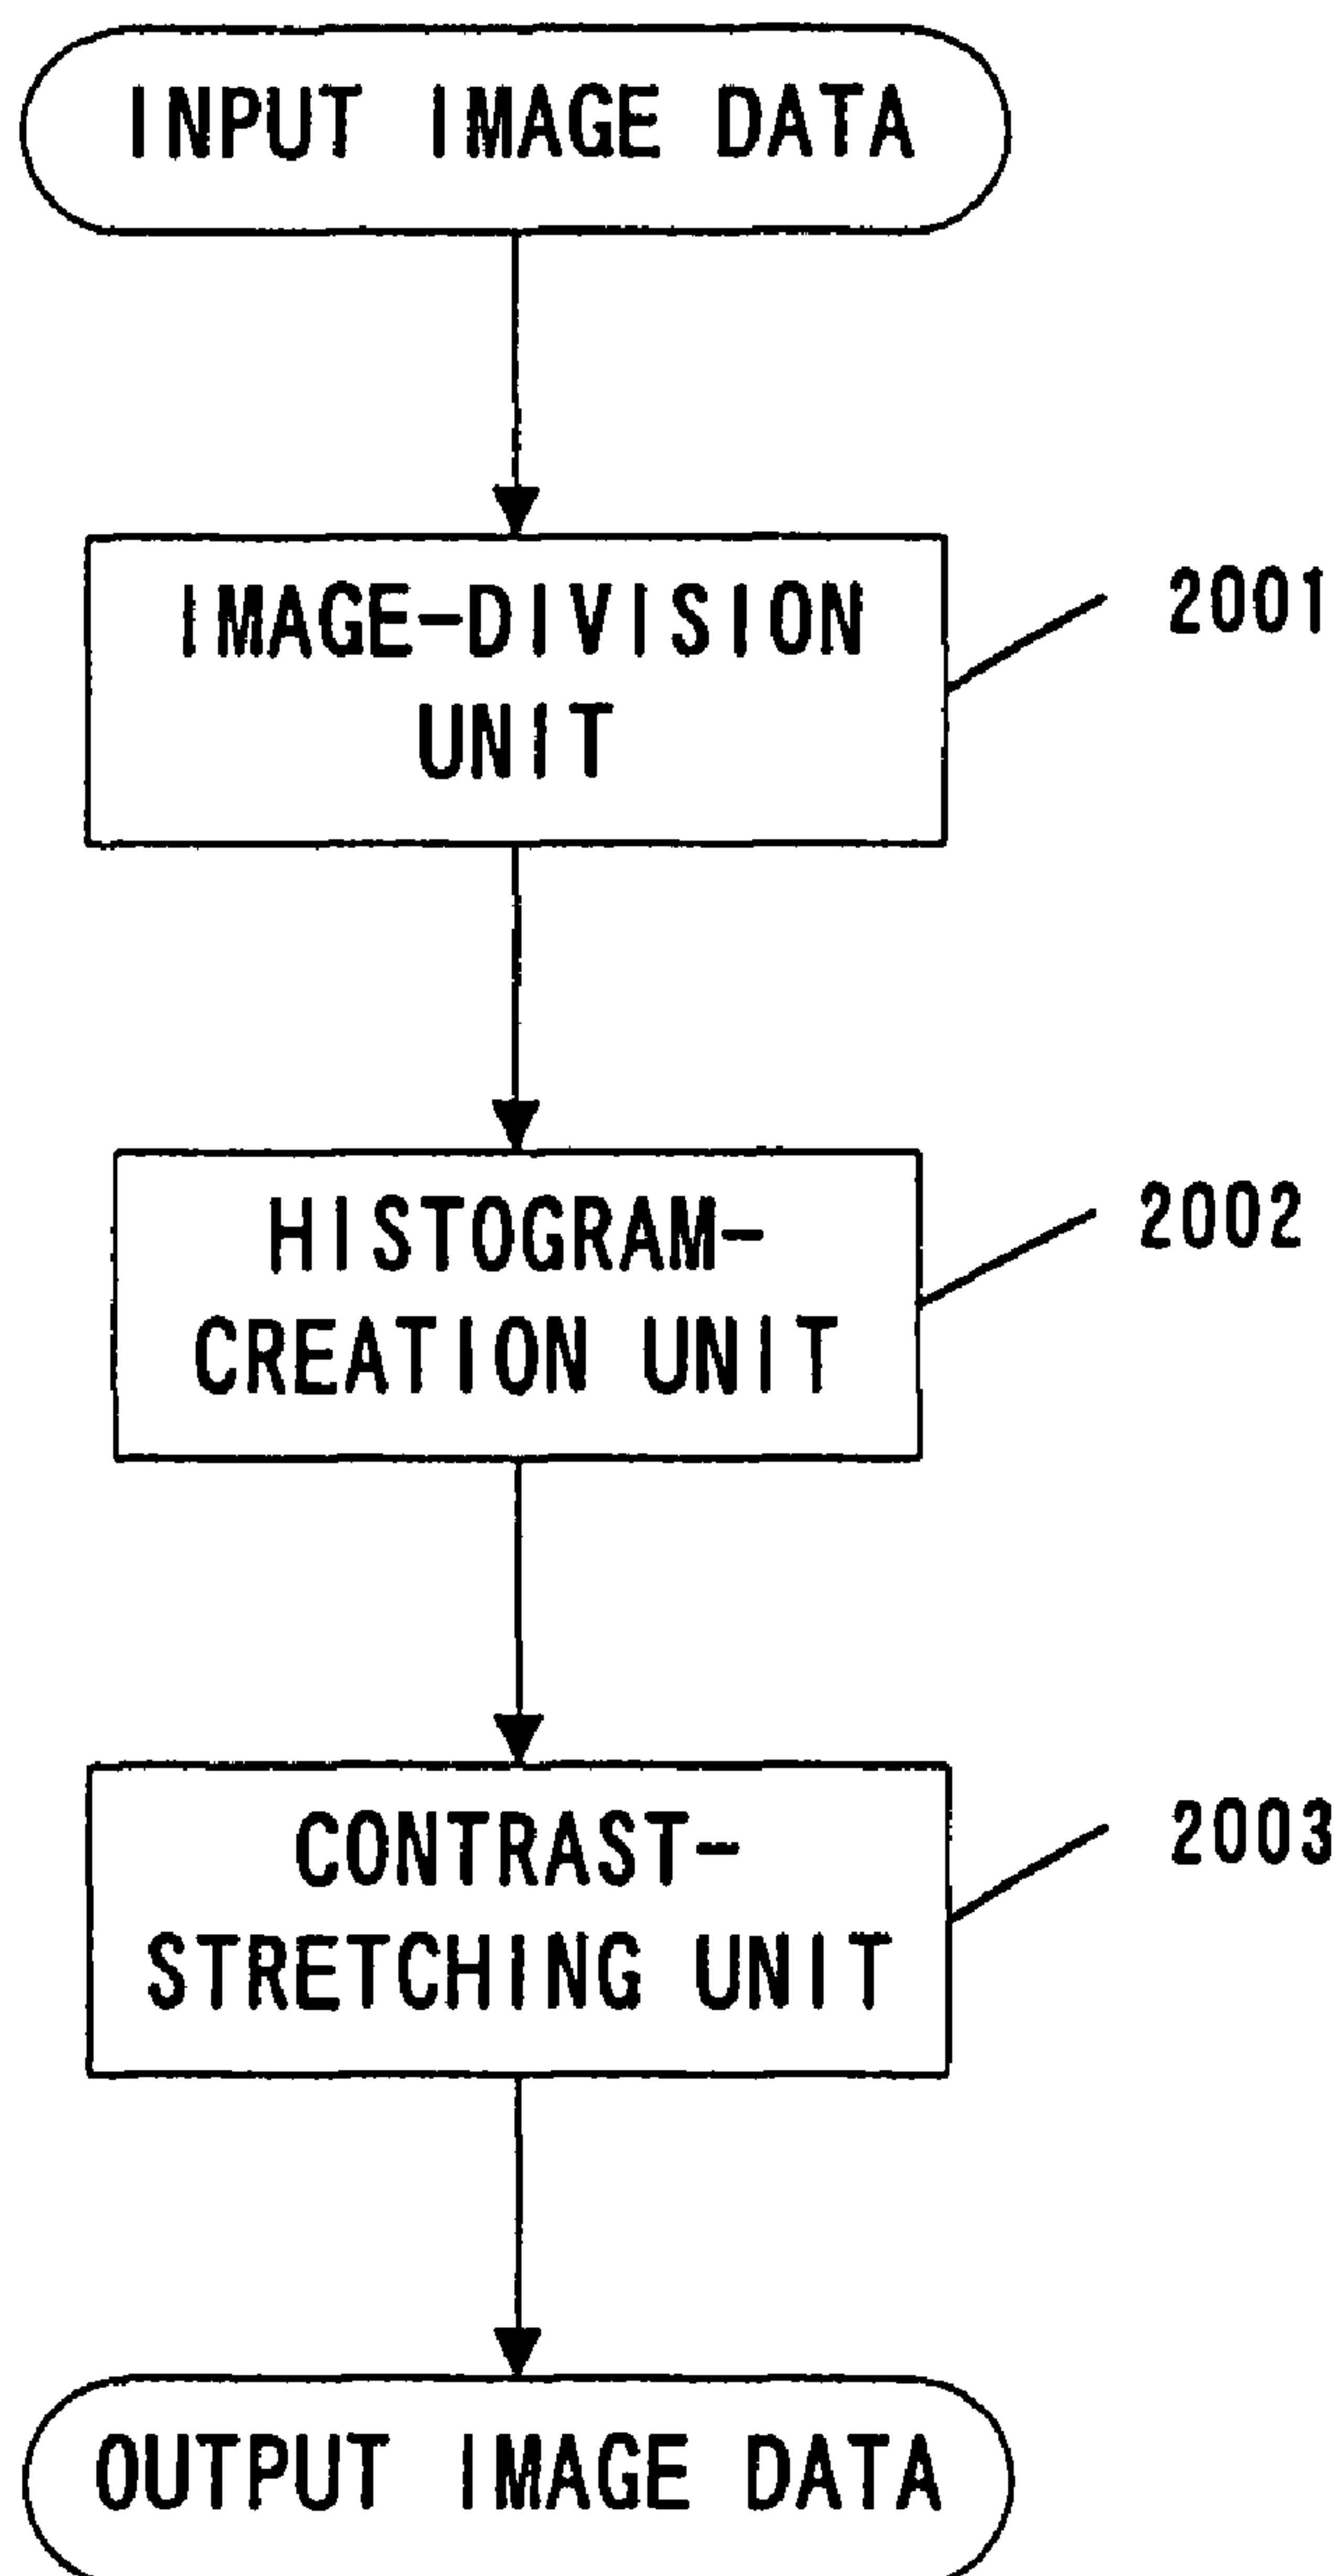 INPUT IMAGE DATA
IMAGE-DIVISION
UNIT
2001
HISTOGRAM-
CREATION UNIT
2002
CONTRAST-
STRETCHING UNIT
2003
OUTPUT IMAGE DATA